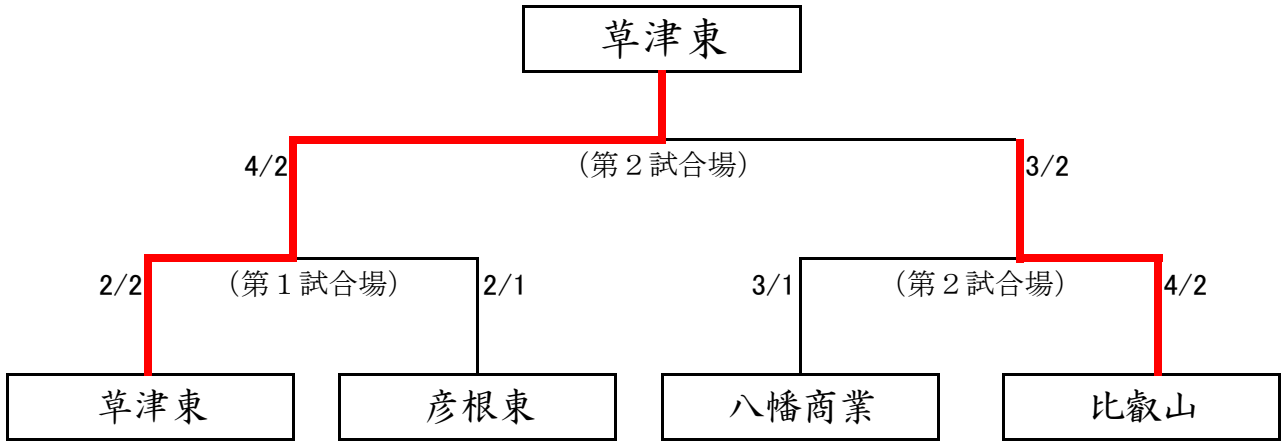 草津東
4/2
(第２試合場)
3/2
2/2
(第１試合場)
2/1
3/1
(第２試合場)
4/2
草津東
彦根東
八幡商業
比叡山